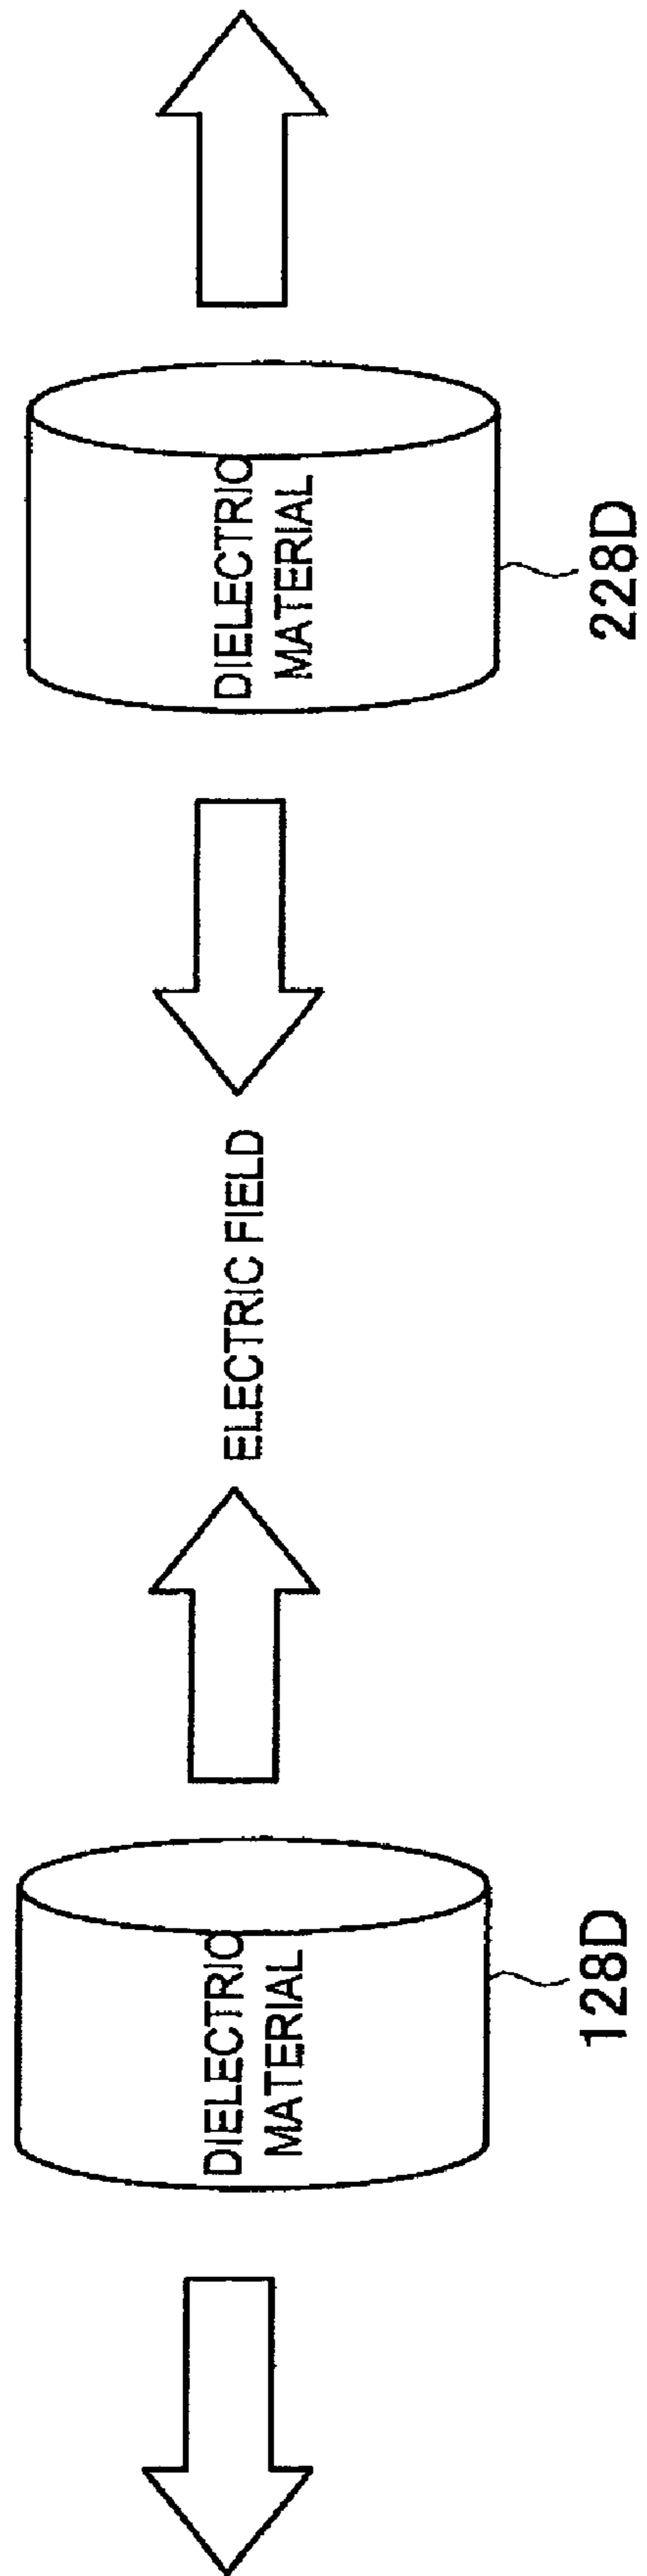 DIELECTRIC
MATERIAL
128D
ELECTRIC FIELD
DIELECTRIC
MATERIAL
228D